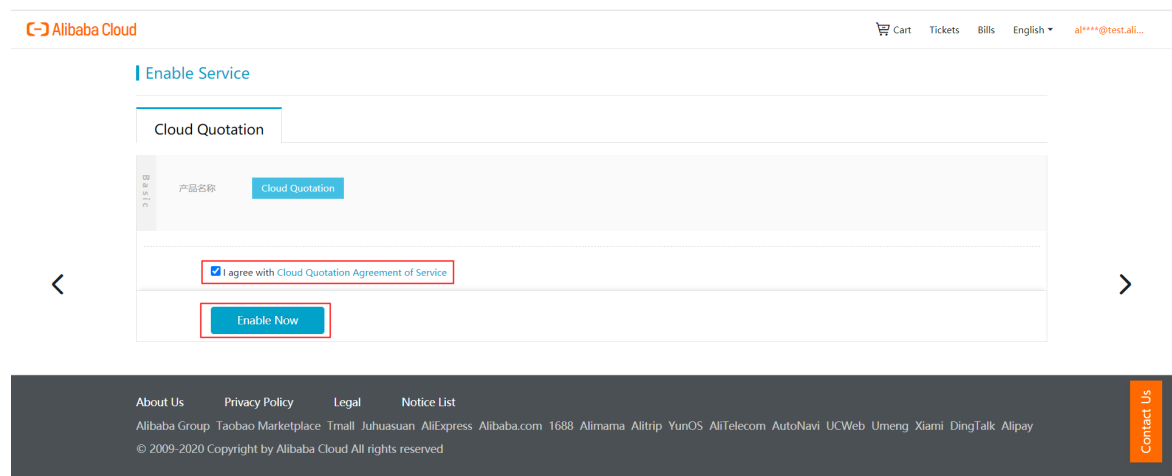 Alibaba Cloud
Cart Tickets Bills English al****@test.ali...
Enable Service
Cloud Quotation
Basic
产品名称 Cloud Quotation
I agree with Cloud Quotation Agreement of Service
Enable Now
About Us Privacy Policy Legal Notice List
Alibaba Group Taobao Marketplace Tmall Juhuasuan AliExpress Alibaba.com 1688 Alimama Alitrip YunOS AliTelecom AutoNavi UCWeb Umeng Xiami DingTalk Alipay
© 2009-2020 Copyright by Alibaba Cloud All rights reserved
Contact Us